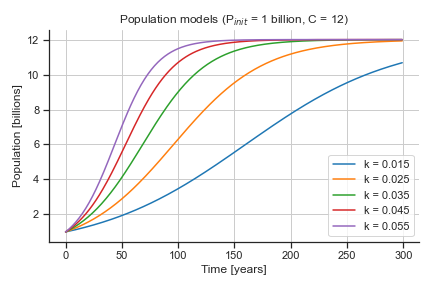 Population models (P_init = 1 billion, C = 12)
Population [billions]
12
10
8
6
4
2
k = 0.015
k = 0.025
k = 0.035
k = 0.045
k = 0.055
0 50 100 150 200 250 300
Time [years]